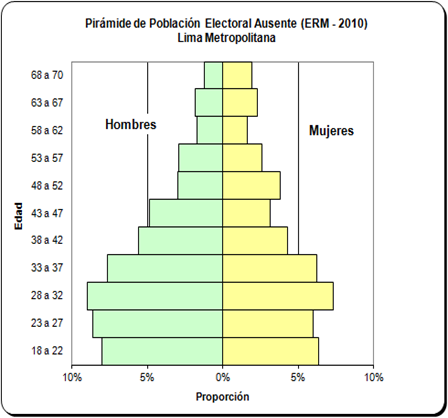 Pirámide de Población Electoral Ausente (ERM - 2010)
Lima Metropolitana
Hombres
Mujeres
Edad
68 a 70
63 a 67
58 a 62
53 a 57
48 a 52
43 a 47
38 a 42
33 a 37
28 a 32
23 a 27
18 a 22
10% 5% 0% 5% 10%
Proporción